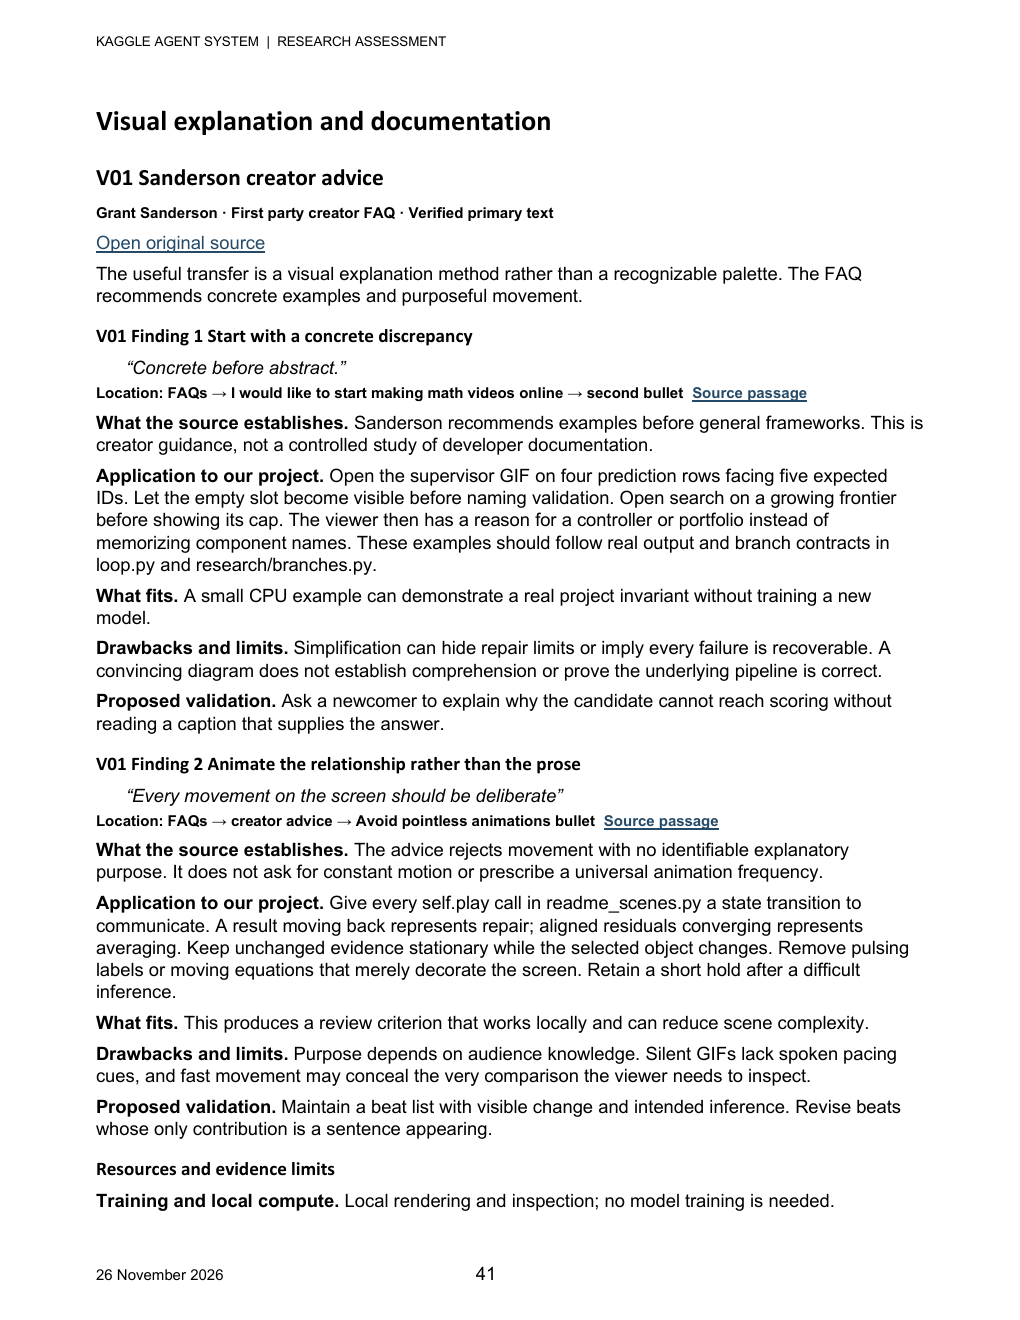 KAGGLE AGENT SYSTEM | RESEARCH ASSESSMENT
Visual explanation and documentation
V01 Sanderson creator advice
Grant Sanderson · First party creator FAQ · Verified primary text
Open original source
The useful transfer is a visual explanation method rather than a recognizable palette. The FAQ
recommends concrete examples and purposeful movement.
V01 Finding 1 Start with a concrete discrepancy
“Concrete before abstract.”
Location: FAQs → I would like to start making math videos online → second bullet Source passage
What the source establishes. Sanderson recommends examples before general frameworks. This is
creator guidance, not a controlled study of developer documentation.
Application to our project. Open the supervisor GIF on four prediction rows facing five expected
IDs. Let the empty slot become visible before naming validation. Open search on a growing frontier
before showing its cap. The viewer then has a reason for a controller or portfolio instead of
memorizing component names. These examples should follow real output and branch contracts in
loop.py and research/branches.py.
What fits. A small CPU example can demonstrate a real project invariant without training a new
model.
Drawbacks and limits. Simplification can hide repair limits or imply every failure is recoverable. A
convincing diagram does not establish comprehension or prove the underlying pipeline is correct.
Proposed validation. Ask a newcomer to explain why the candidate cannot reach scoring without
reading a caption that supplies the answer.
V01 Finding 2 Animate the relationship rather than the prose
“Every movement on the screen should be deliberate”
Location: FAQs → creator advice → Avoid pointless animations bullet Source passage
What the source establishes. The advice rejects movement with no identifiable explanatory
purpose. It does not ask for constant motion or prescribe a universal animation frequency.
Application to our project. Give every self.play call in readme_scenes.py a state transition to
communicate. A result moving back represents repair; aligned residuals converging represents
averaging. Keep unchanged evidence stationary while the selected object changes. Remove pulsing
labels or moving equations that merely decorate the screen. Retain a short hold after a difficult
inference.
What fits. This produces a review criterion that works locally and can reduce scene complexity.
Drawbacks and limits. Purpose depends on audience knowledge. Silent GIFs lack spoken pacing
cues, and fast movement may conceal the very comparison the viewer needs to inspect.
Proposed validation. Maintain a beat list with visible change and intended inference. Revise beats
whose only contribution is a sentence appearing.
Resources and evidence limits
Training and local compute. Local rendering and inspection; no model training is needed.
26 November 2026 41